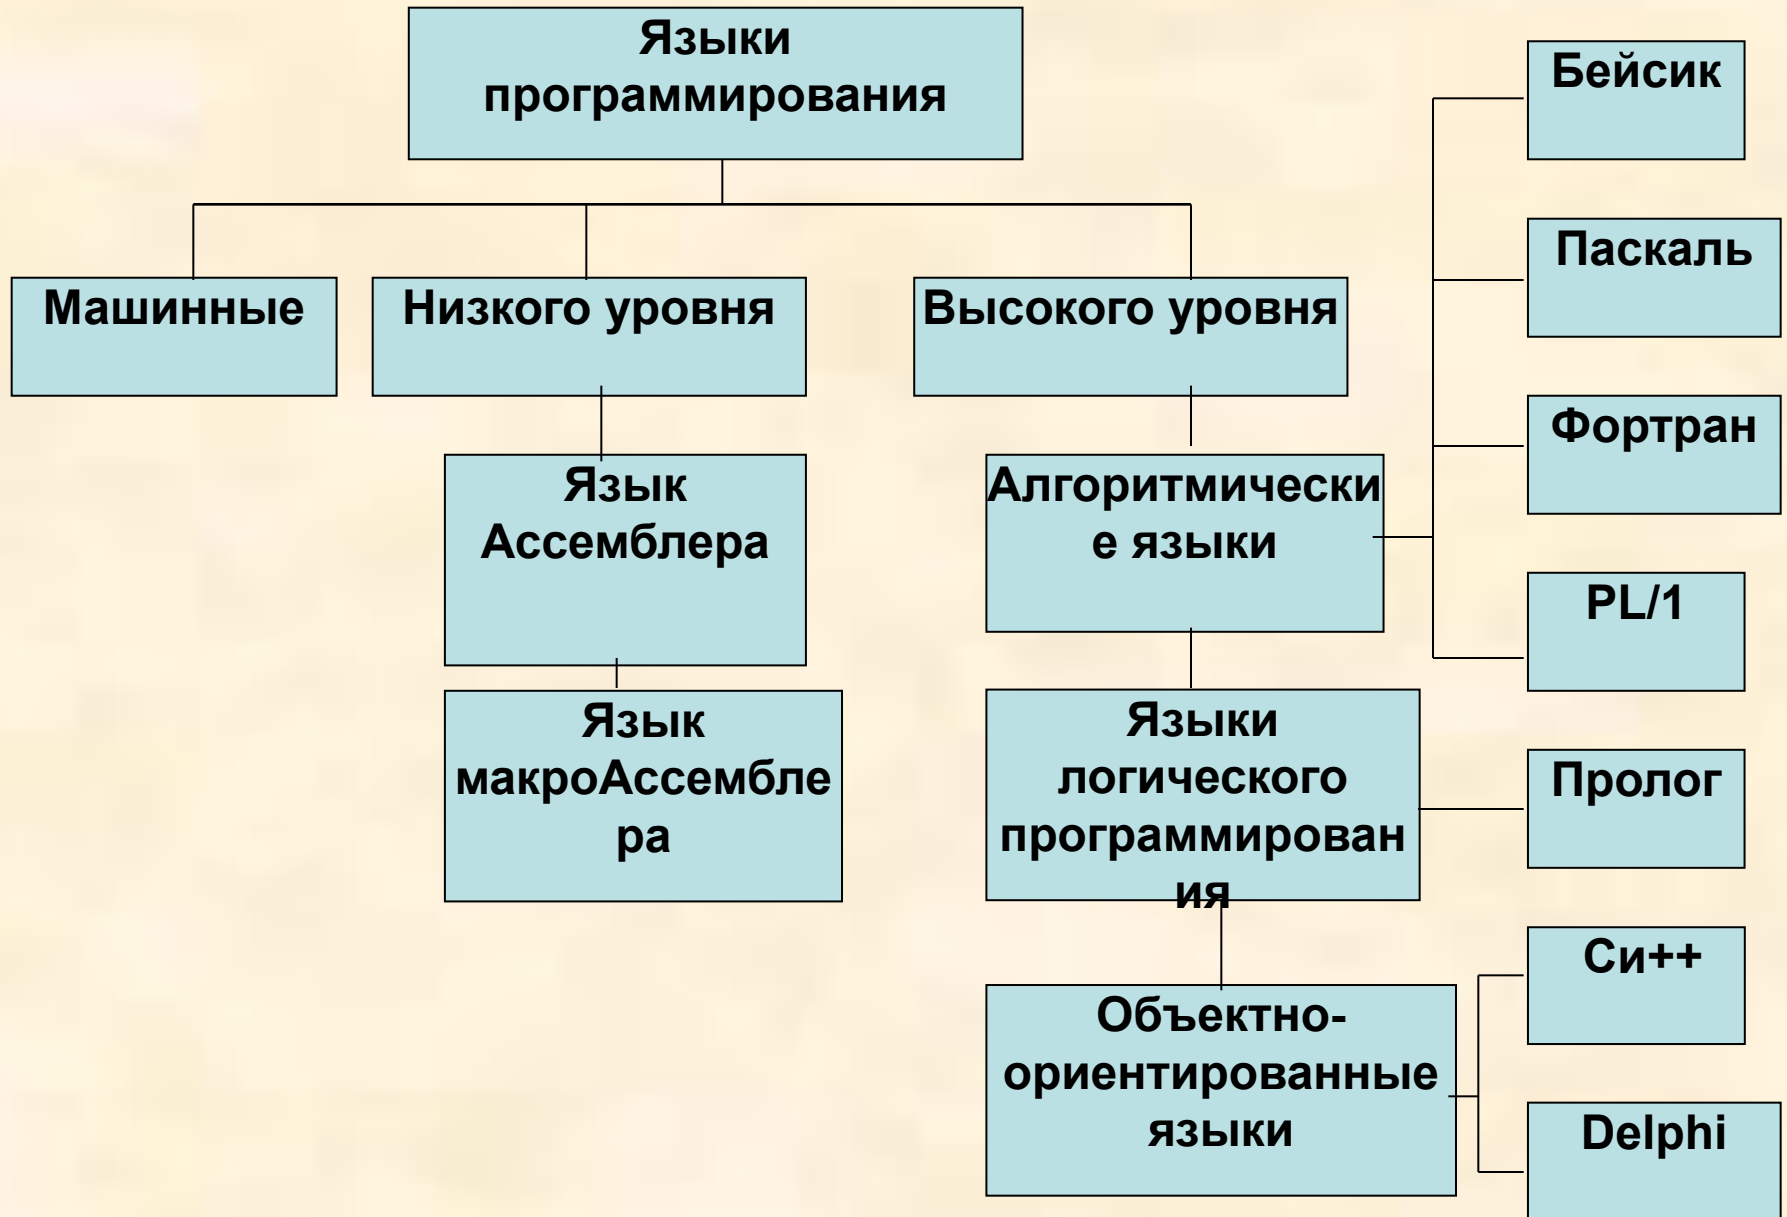 Языки
программирования
Машинные
Низкого уровня
Высокого уровня
Язык
Ассемблера
Язык
макроАссембле
ра
Алгоритмически
е языки
Языки
логического
программирован
ия
Объектно-
ориентированные
языки
Бейсик
Паскаль
Фортран
PL/1
Пролог
Си++
Delphi